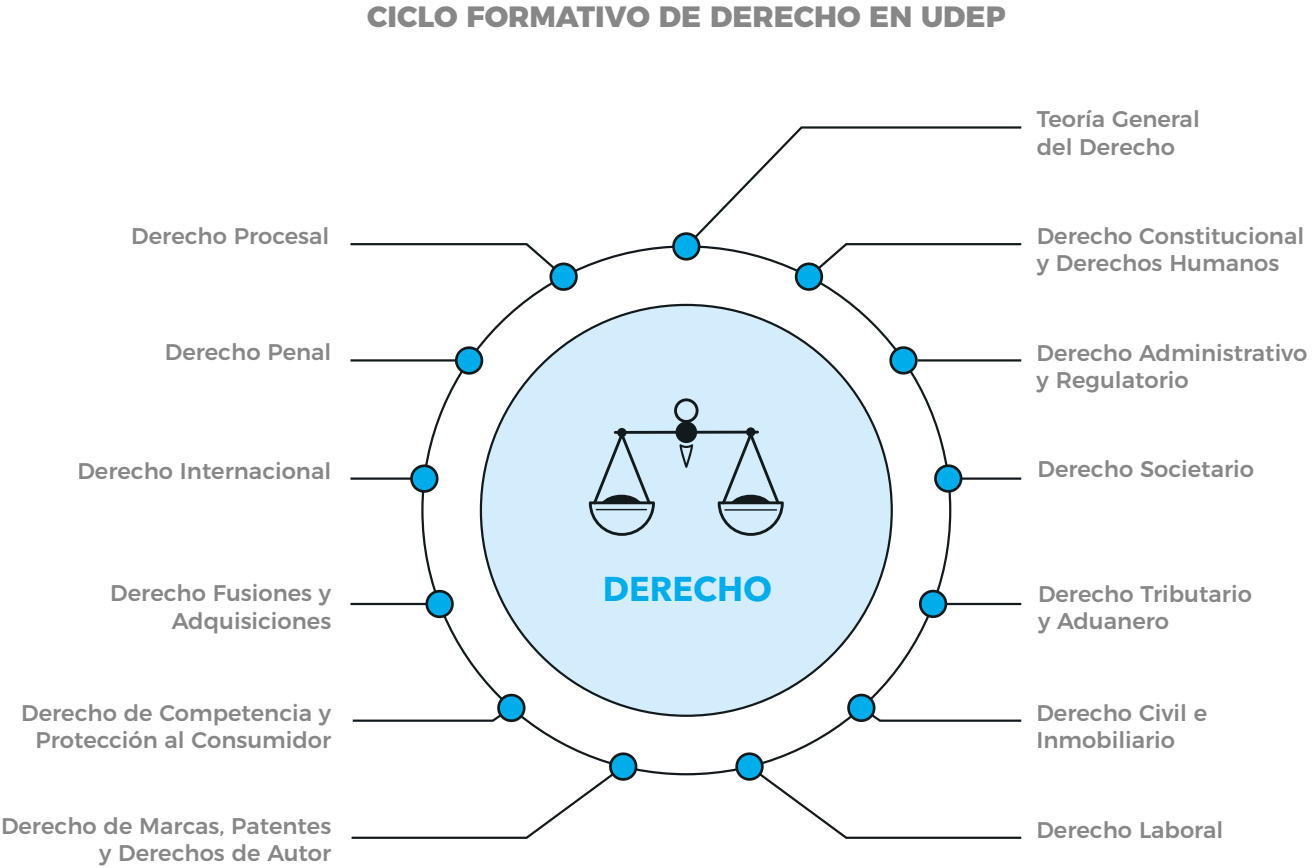 CICLO FORMATIVO DE DERECHO EN UDEP
Teoría General
del Derecho
Derecho Constitucional
y Derechos Humanos
Derecho Administrativo
y Regulatorio
Derecho Societario
Derecho Tributario
y Aduanero
Derecho Civil e
Inmobiliario
Derecho Laboral
Derecho de Marcas, Patentes
y Derechos de Autor
Derecho de Competencia y
Protección al Consumidor
Derecho Fusiones y
Adquisiciones
Derecho Internacional
Derecho Penal
Derecho Procesal
DERECHO